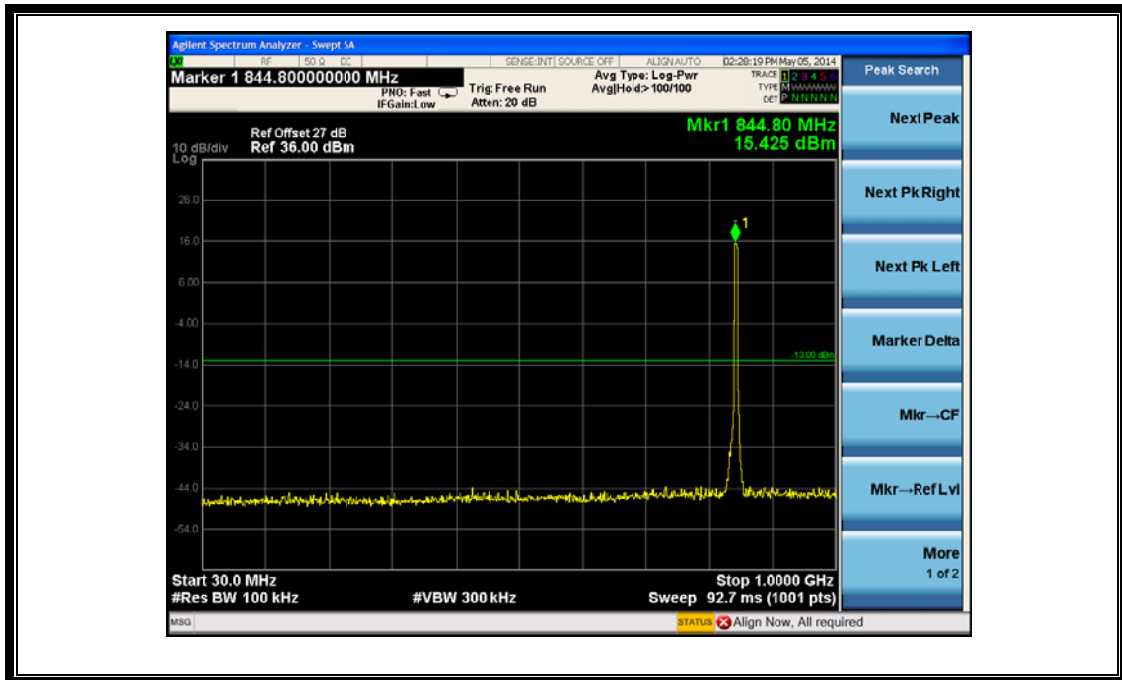 Agilent Spectrum Analyzer - Swept SA
LXI RF 50 Ω DC SENSE:INT SOURCE OFF ALIGN AUTO 02:28:19 PM May 05, 2014
Marker 1 844.800000000 MHz
PNO: Fast
IFGain:Low
Trig: Free Run
Atten: 20 dB
Avg Type: Log-Pwr
Avg|Hold:> 100/100
TRACE 1 2 3 4 5 6
TYPE M WWWWW
DET P N N N N N
Peak Search
Mkr1 844.80 MHz
15.425 dBm
Ref Offset 27 dB
10 dB/div Ref 36.00 dBm
Log
26.0
16.0
6.00
-4.00
-14.0
-24.0
-34.0
-44.0
-54.0
1
-13.00 dBm
Start 30.0 MHz
Stop 1.0000 GHz
#Res BW 100 kHz
#VBW 300 kHz
Sweep 92.7 ms (1001 pts)
Next Peak
Next Pk Right
Next Pk Left
Marker Delta
Mkr→CF
Mkr→Ref Lvl
More
1 of 2
MSG
STATUS Align Now, All required